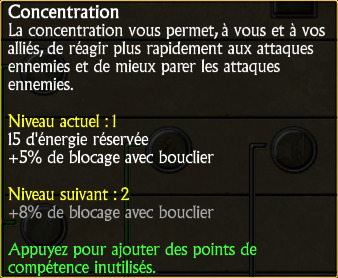 Concentration
La concentration vous permet, à vous et à vos
alliés, de réagir plus rapidement aux attaques
ennemies et de mieux parer les attaques
ennemies.
Niveau actuel : 1
15 d'énergie réservée
+5% de blocage avec bouclier
Niveau suivant : 2
+8% de blocage avec bouclier
Appuyez pour ajouter des points de
compétence inutilisés.